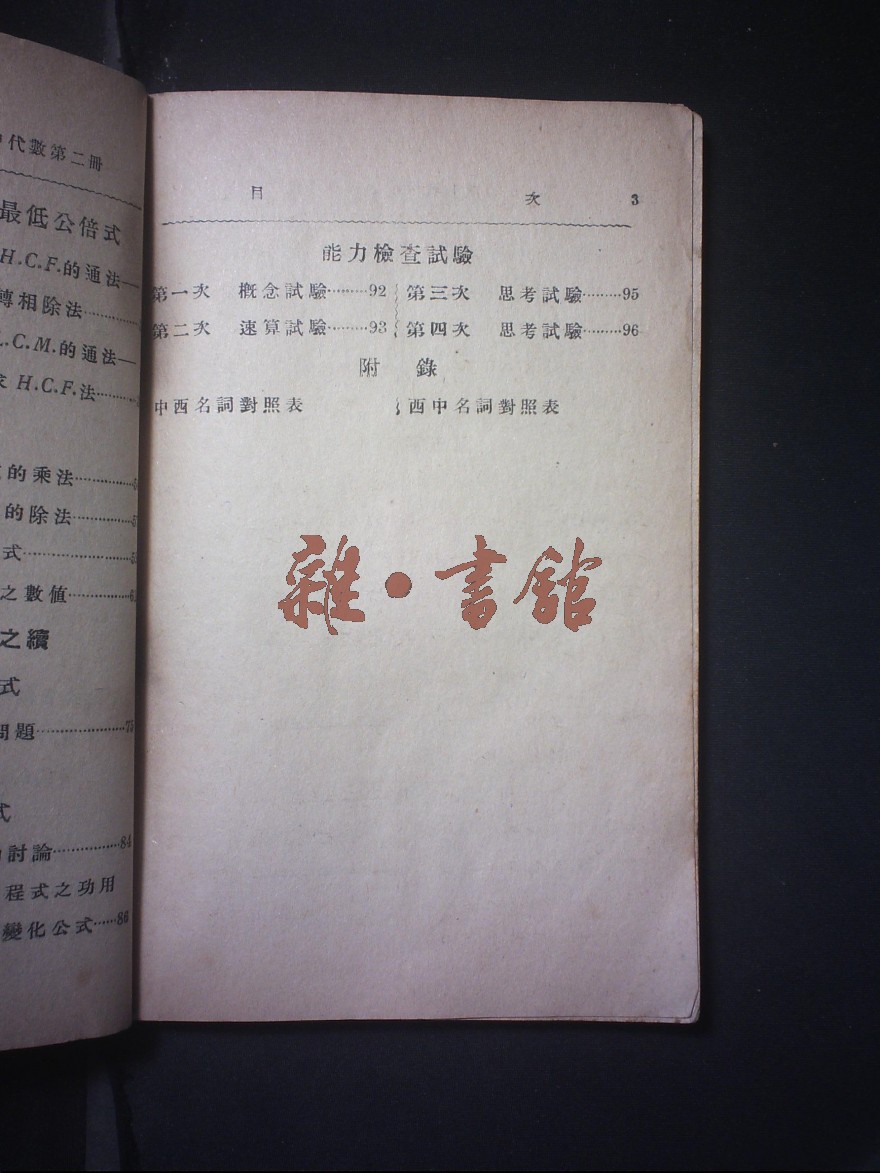 代數第二冊
最低公倍式
H.C.F.的通法
轉相除法
.C.M.的通法
H.C.F.法
的乘法
的除法
式
之數值
之續
式
問題 75
式
討論 84
程式之功用
變化公式 86
目 次 3
能力檢查試驗
第一次 概念試驗 92 第三次 思考試驗 95
第二次 速算試驗 93 第四次 思考試驗 96
附錄
中西名詞對照表 西中名詞對照表
雜·書館